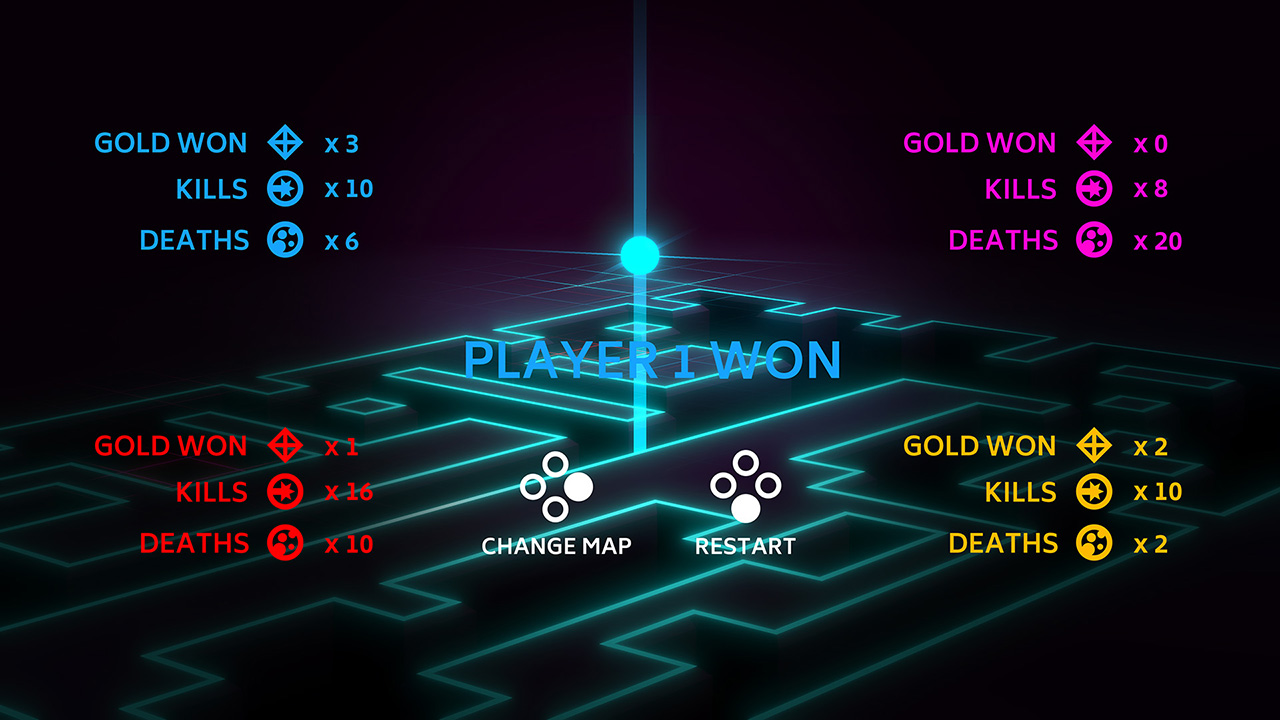 GOLD WON x 3
KILLS x 10
DEATHS x 6
GOLD WON x 0
KILLS x 8
DEATHS x 20
PLAYER 1 WON
GOLD WON x 1
KILLS x 16
DEATHS x 10
CHANGE MAP
RESTART
GOLD WON x 2
KILLS x 10
DEATHS x 2